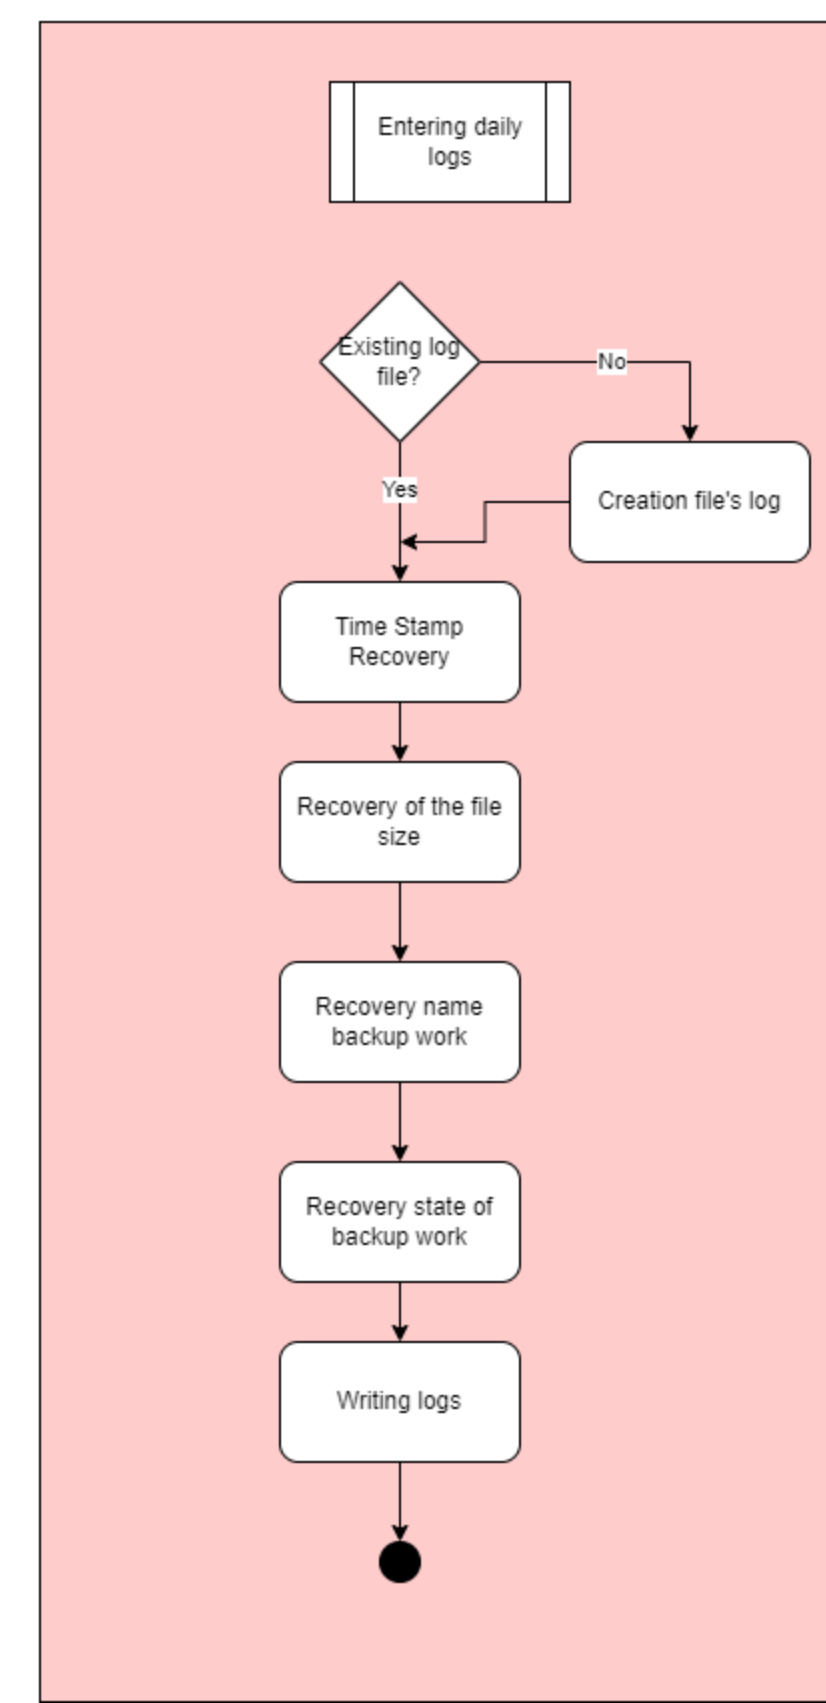 Entering daily
logs
Existing log
file?
No
Yes
Creation file's log
Time Stamp
Recovery
Recovery of the file
size
Recovery name
backup work
Recovery state of
backup work
Writing logs